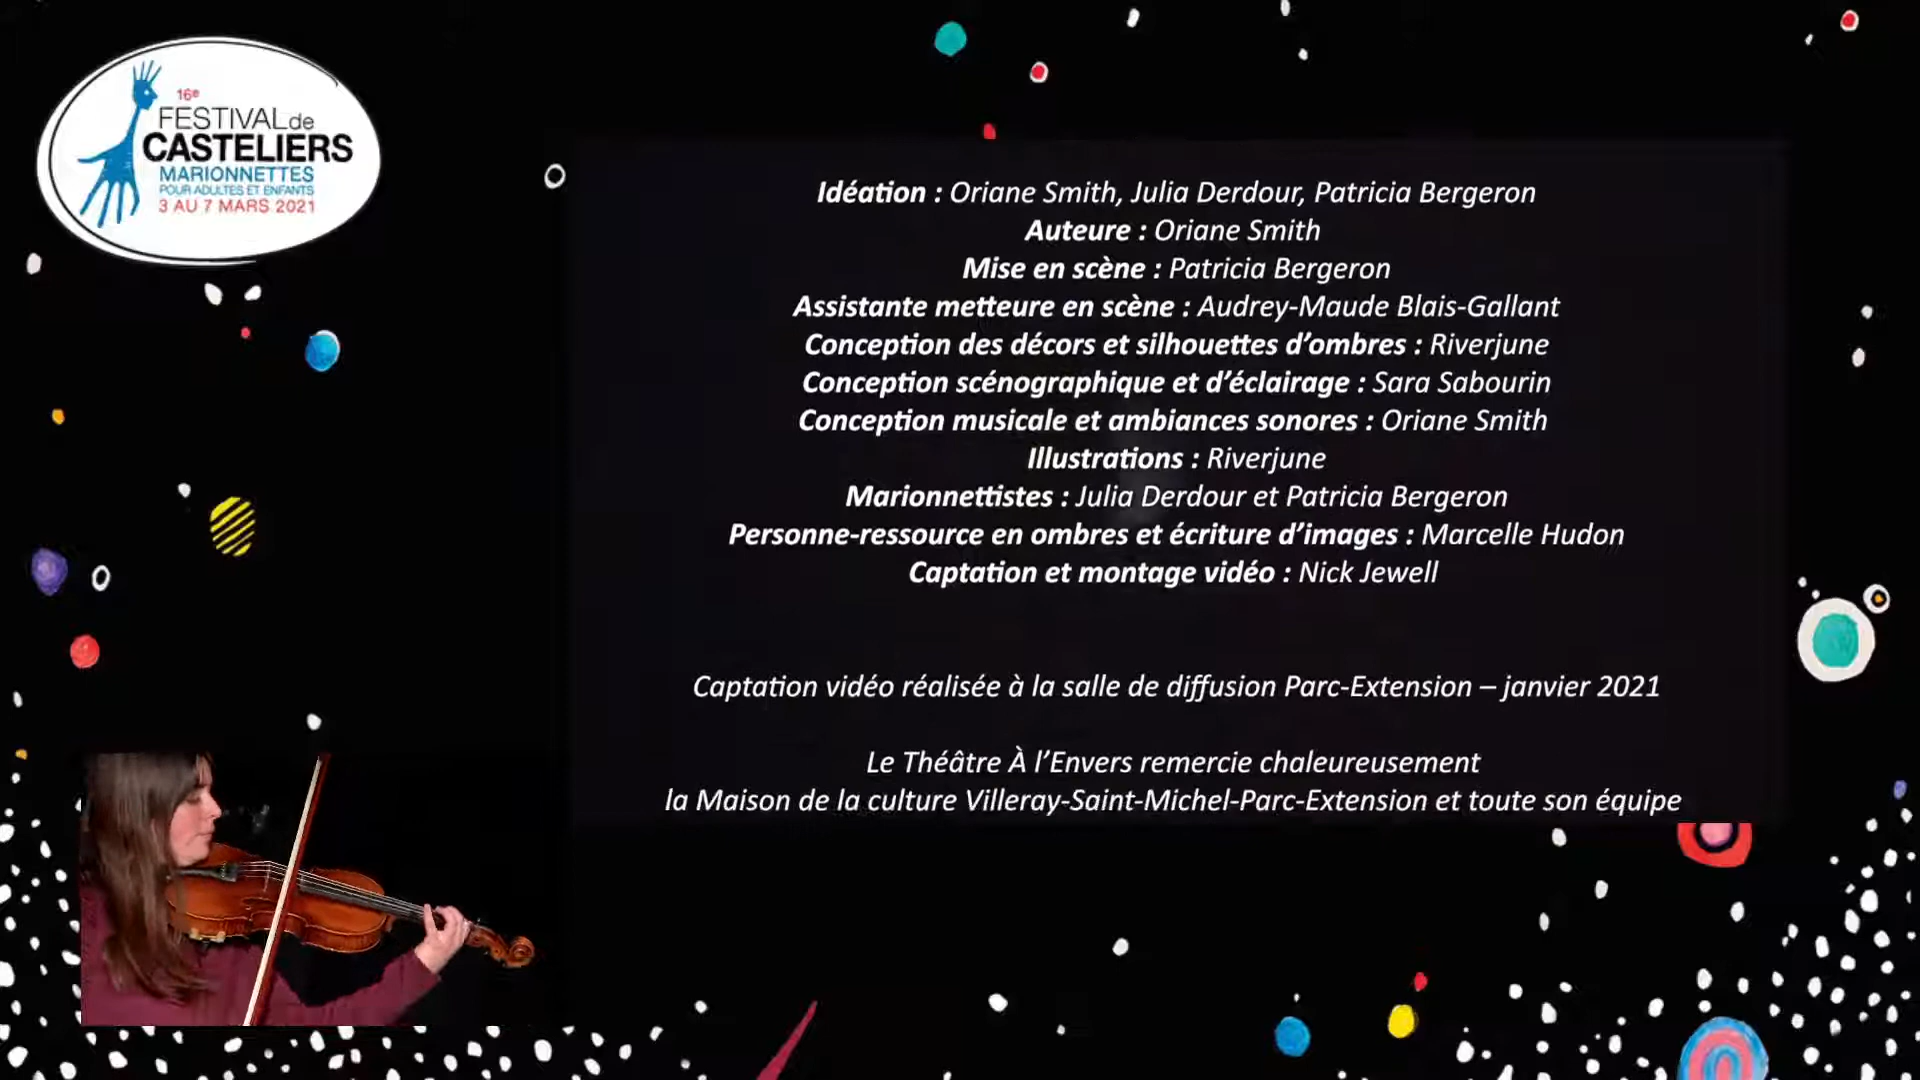 16e
FESTIVAL de
CASTELIERS
MARIONNETTES
POUR ADULTES ET ENFANTS
3 AU 7 MARS 2021
Idéation : Oriane Smith, Julia Derdour, Patricia Bergeron
Auteure : Oriane Smith
Mise en scène : Patricia Bergeron
Assistante metteure en scène : Audrey-Maude Blais-Gallant
Conception des décors et silhouettes d’ombres : Riverjune
Conception scénographique et d’éclairage : Sara Sabourin
Conception musicale et ambiances sonores : Oriane Smith
Illustrations : Riverjune
Marionnettistes : Julia Derdour et Patricia Bergeron
Personne-ressource en ombres et écriture d’images : Marcelle Hudon
Captation et montage vidéo : Nick Jewell
Captation vidéo réalisée à la salle de diffusion Parc-Extension – janvier 2021
Le Théâtre À l’Envers remercie chaleureusement
la Maison de la culture Villeray-Saint-Michel-Parc-Extension et toute son équipe